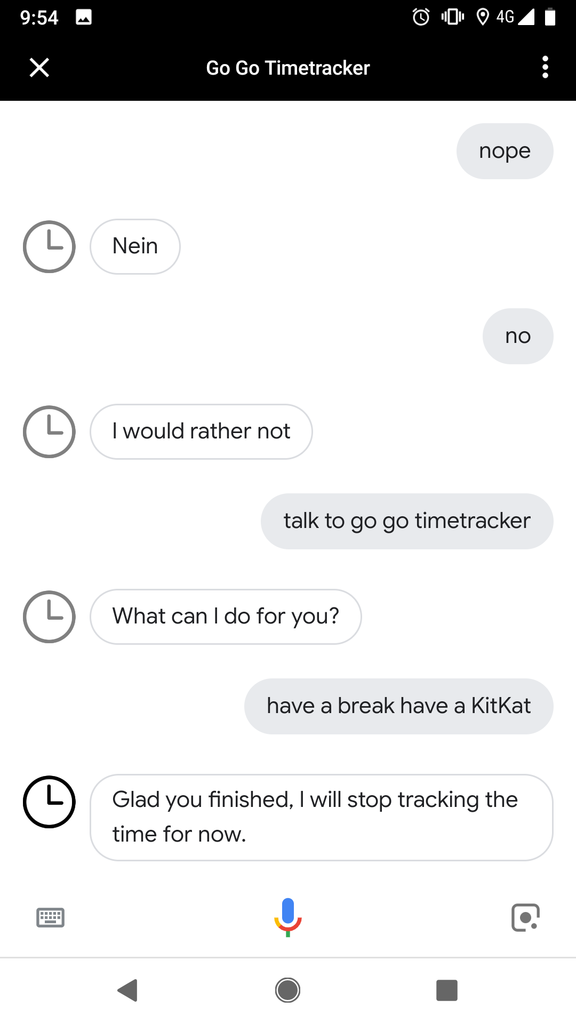 9:54
4G
Go Go Timetracker
nope
Nein
no
I would rather not
talk to go go timetracker
What can I do for you?
have a break have a KitKat
Glad you finished, I will stop tracking the
time for now.